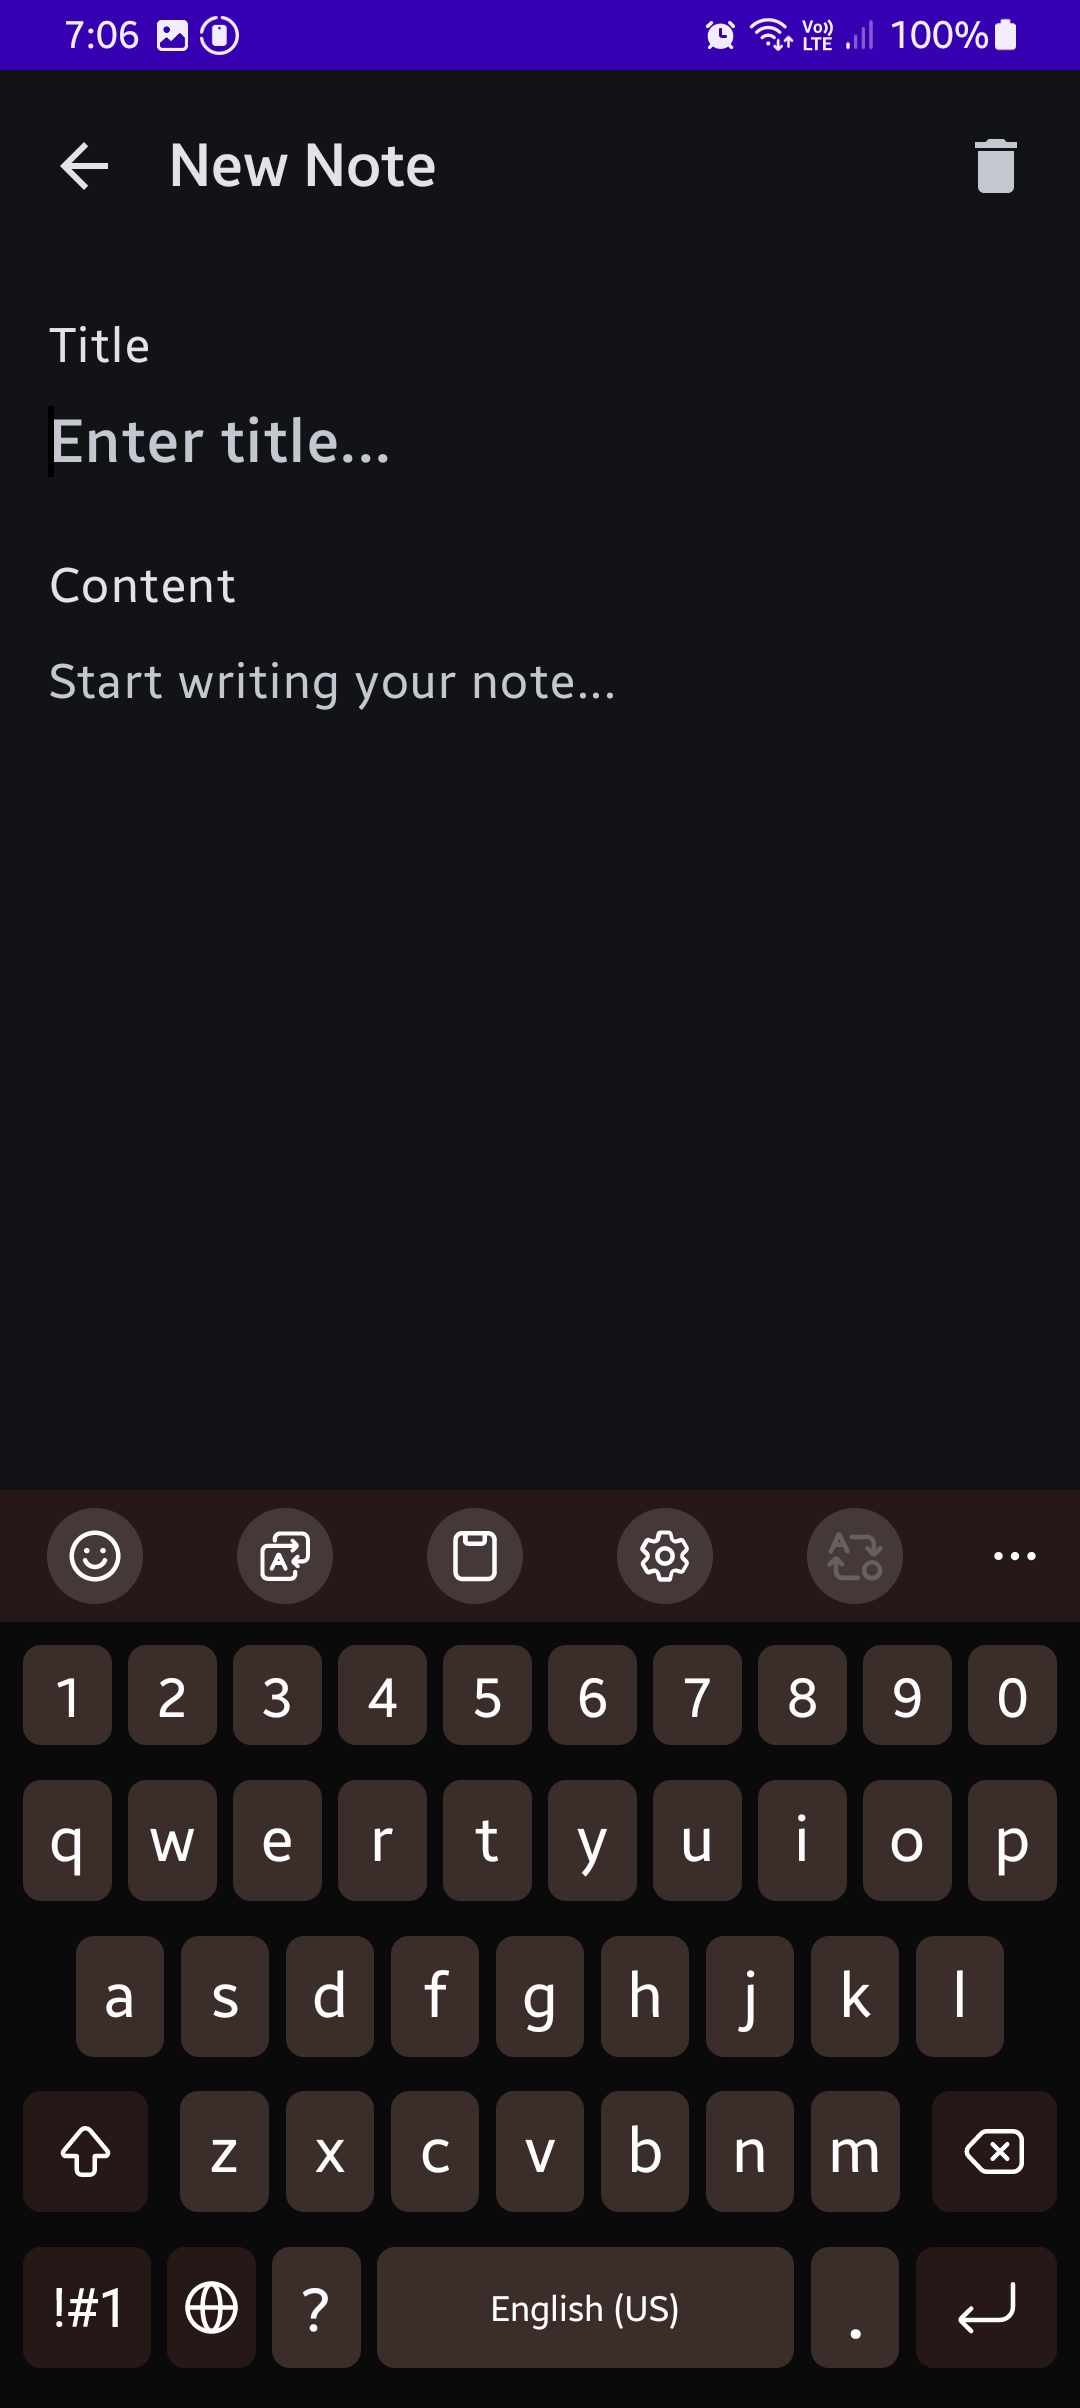 7:06 Vo)) LTE 100%
New Note
Title
Enter title...
Content
Start writing your note...
1 2 3 4 5 6 7 8 9 0
q w e r t y u i o p
a s d f g h j k l
z x c v b n m
!#1 ? English (US) .